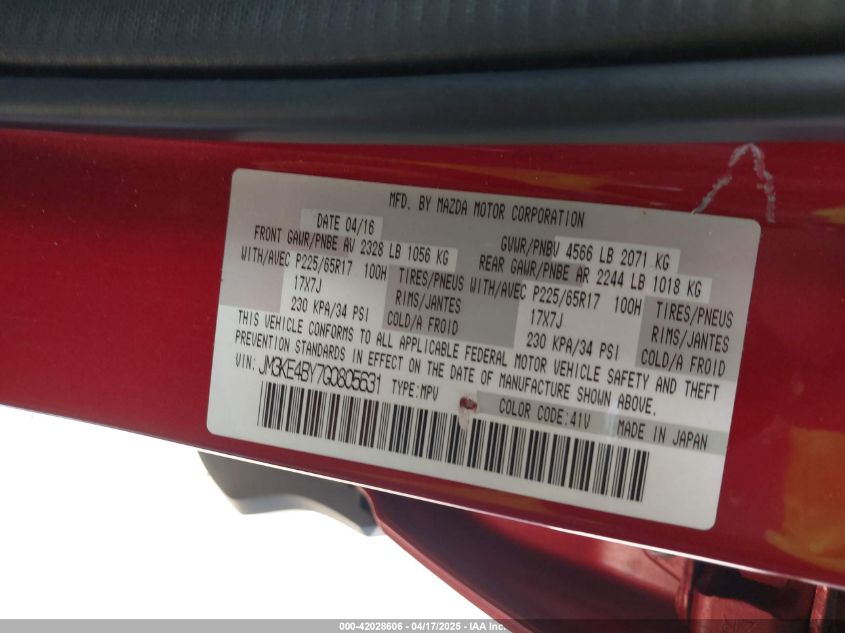 MFD. BY MAZDA MOTOR CORPORATION
DATE 04/16 GVWR/PNBV 4566 LB 2071 KG
FRONT GAWR/PNBE AV 2328 LB 1056 KG REAR GAWR/PNBE AR 2244 LB 1018 KG
WITH/AVEC P225/65R17 100H TIRES/PNEUS WITH/AVEC P225/65R17 100H TIRES/PNEUS
17X7J RIMS/JANTES 17X7J RIMS/JANTES
230 KPA/34 PSI COLD/A FROID 230 KPA/34 PSI COLD/A FROID
THIS VEHICLE CONFORMS TO ALL APPLICABLE FEDERAL MOTOR VEHICLE SAFETY AND THEFT
PREVENTION STANDARDS IN EFFECT ON THE DATE OF MANUFACTURE SHOWN ABOVE.
VIN: JM3KE4BY7G0805631 TYPE:MPV COLOR CODE:41V MADE IN JAPAN
000-42028606 - 04/17/2025 - IAA Inc.